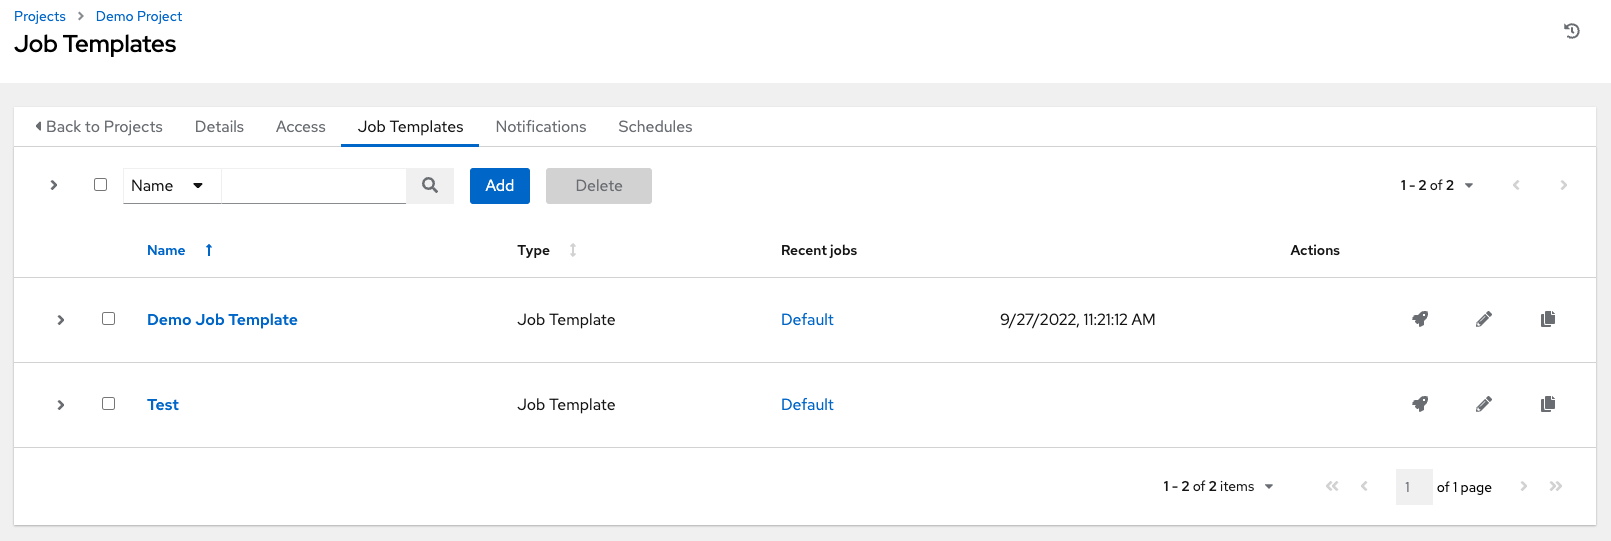 Projects Demo Project
Job Templates
Back to Projects Details Access Job Templates Notifications Schedules
Name Add Delete 1 - 2 of 2
Name Type Recent jobs Actions
Demo Job Template Job Template Default 9/27/2022, 11:21:12 AM
Test Job Template Default
1 - 2 of 2 items 1 of 1 page